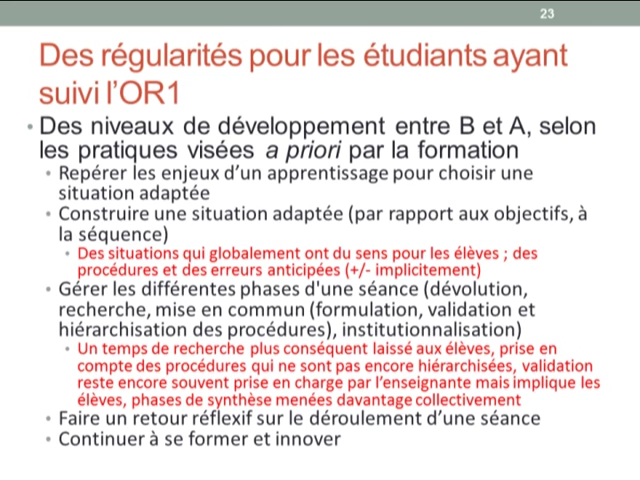 23
Des régularités pour les étudiants ayant
suivi l'OR1
• Des niveaux de développement entre B et A, selon
les pratiques visées a priori par la formation
• Repérer les enjeux d'un apprentissage pour choisir une
situation adaptée
• Construire une situation adaptée (par rapport aux objectifs, à
la séquence)
• Des situations qui globalement ont du sens pour les élèves ; des
procédures et des erreurs anticipées (+/- implicitement)
• Gérer les différentes phases d'une séance (dévolution,
recherche, mise en commun (formulation, validation et
hiérarchisation des procédures), institutionnalisation)
• Un temps de recherche plus conséquent laissé aux élèves, prise en
compte des procédures qui ne sont pas encore hiérarchisées, validation
reste encore souvent prise en charge par l'enseignante mais implique les
élèves, phases de synthèse menées davantage collectivement
• Faire un retour réflexif sur le déroulement d'une séance
• Continuer à se former et innover